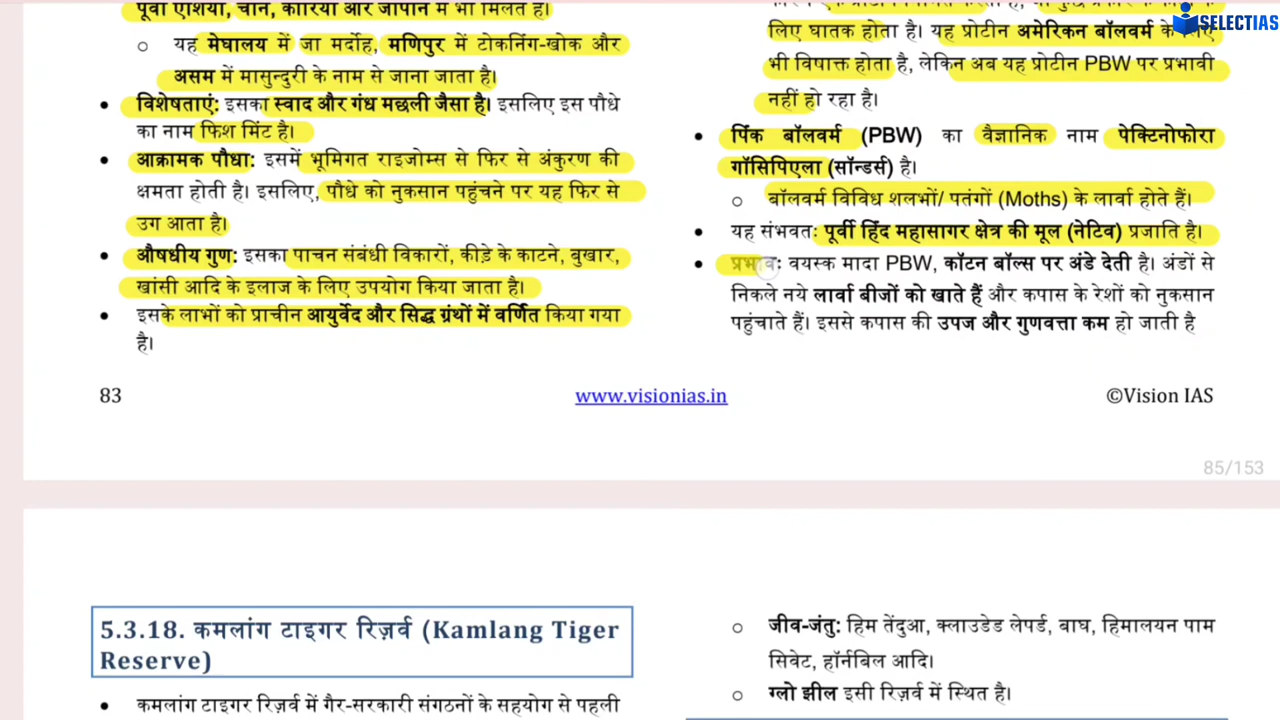 पूर्वी एशिया, चीन, कोरिया और जापान में भी मिलते हैं।
○ यह मेघालय में जा मर्दोह, मणिपुर में टोकनिंग-खोक और
असम में मासुन्दुरी के नाम से जाना जाता है।
• विशेषताएं: इसका स्वाद और गंध मछली जैसा है। इसलिए इस पौधे
का नाम फिश मिंट है।
• आक्रामक पौधा: इसमें भूमिगत राइजोम्स से फिर से अंकुरण की
क्षमता होती है। इसलिए, पौधे को नुकसान पहुंचने पर यह फिर से
उग आता है।
• औषधीय गुण: इसका पाचन संबंधी विकारों, कीड़े के काटने, बुखार,
खांसी आदि के इलाज के लिए उपयोग किया जाता है।
• इसके लाभों को प्राचीन आयुर्वेद और सिद्ध ग्रंथों में वर्णित किया गया
है।
SELECTIAS
लिए घातक होता है। यह प्रोटीन अमेरिकन बॉलवर्म के लिए
भी विषाक्त होता है, लेकिन अब यह प्रोटीन PBW पर प्रभावी
नहीं हो रहा है।
• पिंक बॉलवर्म (PBW) का वैज्ञानिक नाम पेक्टिनोफोरा
गॉसिपिएला (सॉन्डर्स) है।
○ बॉलवर्म विविध शलभों/ पतंगों (Moths) के लार्वा होते हैं।
• यह संभवतः पूर्वी हिंद महासागर क्षेत्र की मूल (नेटिव) प्रजाति है।
• प्रभाव: वयस्क मादा PBW, कॉटन बॉल्स पर अंडे देती है। अंडों से
निकले नये लार्वा बीजों को खाते हैं और कपास के रेशों को नुकसान
पहुंचाते हैं। इससे कपास की उपज और गुणवत्ता कम हो जाती है
83 www.visionias.in ©Vision IAS
85/153
5.3.18. कमलांग टाइगर रिज़र्व (Kamlang Tiger
Reserve)
• कमलांग टाइगर रिज़र्व में गैर-सरकारी संगठनों के सहयोग से पहली
○ जीव-जंतु: हिम तेंदुआ, क्लाउडेड लेपर्ड, बाघ, हिमालयन पाम
सिवेट, हॉर्नबिल आदि।
○ ग्लो झील इसी रिज़र्व में स्थित है।